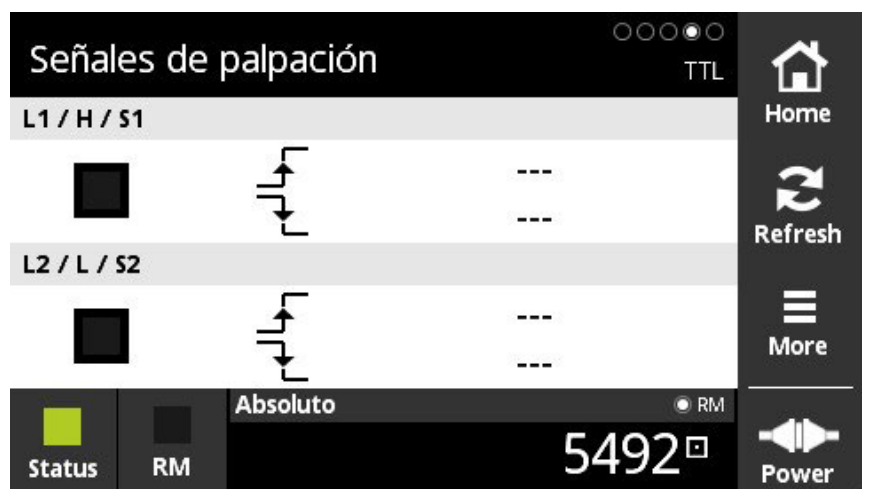 Señales de palpación
TTL
L1 / H / S1
---
---
L2 / L / S2
---
---
Status
RM
Absoluto
RM
5492
Home
Refresh
More
Power